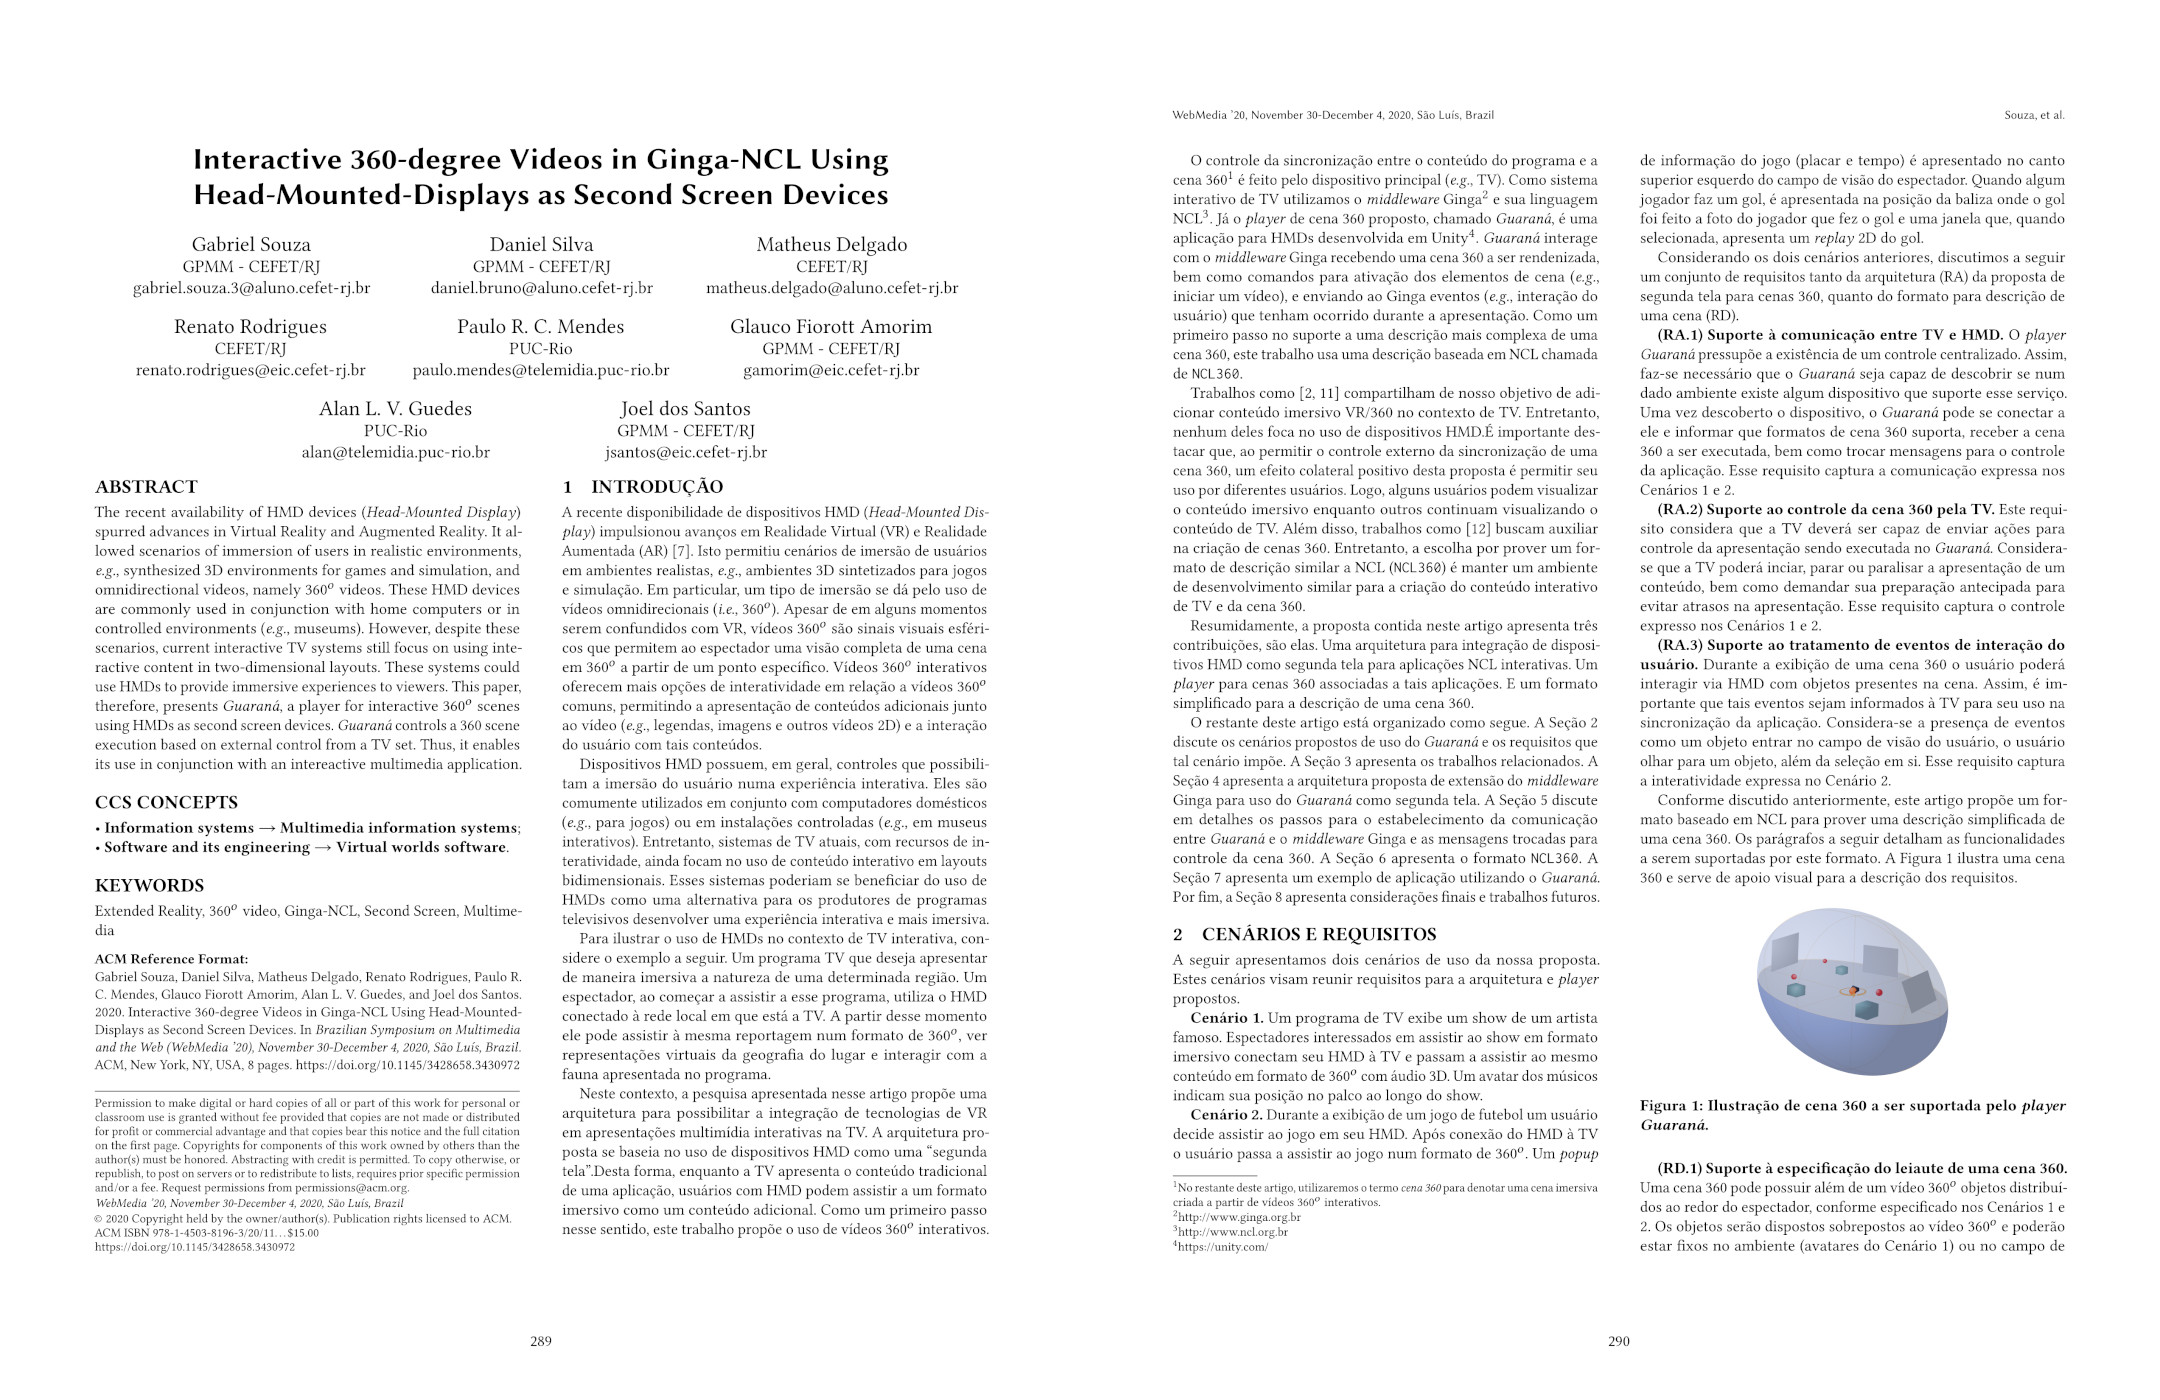 Interactive 360-degree Videos in Ginga-NCL Using
Head-Mounted-Displays as Second Screen Devices
Gabriel Souza
GPMM - CEFET/RJ
gabriel.souza.3@aluno.cefet-rj.br
Daniel Silva
GPMM - CEFET/RJ
daniel.bruno@aluno.cefet-rj.br
Matheus Delgado
CEFET/RJ
matheus.delgado@aluno.cefet-rj.br
Renato Rodrigues
CEFET/RJ
renato.rodrigues@eic.cefet-rj.br
Paulo R. C. Mendes
PUC-Rio
paulo.mendes@telemidia.puc-rio.br
Glauco Fiorott Amorim
GPMM - CEFET/RJ
gamorim@eic.cefet-rj.br
Alan L. V. Guedes
PUC-Rio
alan@telemidia.puc-rio.br
Joel dos Santos
GPMM - CEFET/RJ
jsantos@eic.cefet-rj.br
ABSTRACT
The recent availability of HMD devices (Head-Mounted Display)
spurred advances in Virtual Reality and Augmented Reality. It al-
lowed scenarios of immersion of users in realistic environments,
e.g., synthesized 3D environments for games and simulation, and
omnidirectional videos, namely 360º videos. These HMD devices
are commonly used in conjunction with home computers or in
controlled environments (e.g., museums). However, despite these
scenarios, current interactive TV systems still focus on using inte-
ractive content in two-dimensional layouts. These systems could
use HMDs to provide immersive experiences to viewers. This paper,
therefore, presents Guaraná, a player for interactive 360º scenes
using HMDs as second screen devices. Guaraná controls a 360 scene
execution based on external control from a TV set. Thus, it enables
its use in conjunction with an intereactive multimedia application.
CCS CONCEPTS
• Information systems → Multimedia information systems;
• Software and its engineering → Virtual worlds software.
KEYWORDS
Extended Reality, 360º video, Ginga-NCL, Second Screen, Multime-
dia
ACM Reference Format:
Gabriel Souza, Daniel Silva, Matheus Delgado, Renato Rodrigues, Paulo R.
C. Mendes, Glauco Fiorott Amorim, Alan L. V. Guedes, and Joel dos Santos.
2020. Interactive 360-degree Videos in Ginga-NCL Using Head-Mounted-
Displays as Second Screen Devices. In Brazilian Symposium on Multimedia
and the Web (WebMedia '20), November 30-December 4, 2020, São Luís, Brazil.
ACM, New York, NY, USA, 8 pages. https://doi.org/10.1145/3428658.3430972
Permission to make digital or hard copies of all or part of this work for personal or
classroom use is granted without fee provided that copies are not made or distributed
for profit or commercial advantage and that copies bear this notice and the full citation
on the first page. Copyrights for components of this work owned by others than the
author(s) must be honored. Abstracting with credit is permitted. To copy otherwise, or
republish, to post on servers or to redistribute to lists, requires prior specific permission
and/or a fee. Request permissions from permissions@acm.org.
WebMedia '20, November 30-December 4, 2020, São Luís, Brazil
© 2020 Copyright held by the owner/author(s). Publication rights licensed to ACM.
ACM ISBN 978-1-4503-8196-3/20/11...$15.00
https://doi.org/10.1145/3428658.3430972
1 INTRODUÇÃO
A recente disponibilidade de dispositivos HMD (Head-Mounted Dis-
play) impulsionou avanços em Realidade Virtual (VR) e Realidade
Aumentada (AR) [7]. Isto permitiu cenários de imersão de usuários
em ambientes realistas, e.g., ambientes 3D sintetizados para jogos
e simulação. Em particular, um tipo de imersão se dá pelo uso de
vídeos omnidirecionais (i.e., 360º). Apesar de em alguns momentos
serem confundidos com VR, vídeos 360º são sinais visuais esféri-
cos que permitem ao espectador uma visão completa de uma cena
em 360º a partir de um ponto específico. Vídeos 360º interativos
oferecem mais opções de interatividade em relação a vídeos 360º
comuns, permitindo a apresentação de conteúdos adicionais junto
ao vídeo (e.g., legendas, imagens e outros vídeos 2D) e a interação
do usuário com tais conteúdos.
Dispositivos HMD possuem, em geral, controles que possibili-
tam a imersão do usuário numa experiência interativa. Eles são
comumente utilizados em conjunto com computadores domésticos
(e.g., para jogos) ou em instalações controladas (e.g., em museus
interativos). Entretanto, sistemas de TV atuais, com recursos de in-
teratividade, ainda focam no uso de conteúdo interativo em layouts
bidimensionais. Esses sistemas poderiam se beneficiar do uso de
HMDs como uma alternativa para os produtores de programas
televisivos desenvolver uma experiência interativa e mais imersiva.
Para ilustrar o uso de HMDs no contexto de TV interativa, con-
sidere o exemplo a seguir. Um programa TV que deseja apresentar
de maneira imersiva a natureza de uma determinada região. Um
espectador, ao começar a assistir a esse programa, utiliza o HMD
conectado à rede local em que está a TV. A partir desse momento
ele pode assistir à mesma reportagem num formato de 360º, ver
representações virtuais da geografia do lugar e interagir com a
fauna apresentada no programa.
Neste contexto, a pesquisa apresentada nesse artigo propõe uma
arquitetura para possibilitar a integração de tecnologias de VR
em apresentações multimídia interativas na TV. A arquitetura pro-
posta se baseia no uso de dispositivos HMD como uma “segunda
tela”.Desta forma, enquanto a TV apresenta o conteúdo tradicional
de uma aplicação, usuários com HMD podem assistir a um formato
imersivo como um conteúdo adicional. Como um primeiro passo
nesse sentido, este trabalho propõe o uso de vídeos 360º interativos.
289
WebMedia '20, November 30-December 4, 2020, São Luís, Brazil
Souza, et al.
O controle da sincronização entre o conteúdo do programa e a
cena 360¹ é feito pelo dispositivo principal (e.g., TV). Como sistema
interativo de TV utilizamos o middleware Ginga² e sua linguagem
NCL³. Já o player de cena 360 proposto, chamado Guaraná, é uma
aplicação para HMDs desenvolvida em Unity⁴. Guaraná interage
com o middleware Ginga recebendo uma cena 360 a ser rendenizada,
bem como comandos para ativação dos elementos de cena (e.g.,
iniciar um vídeo), e enviando ao Ginga eventos (e.g., interação do
usuário) que tenham ocorrido durante a apresentação. Como um
primeiro passo no suporte a uma descrição mais complexa de uma
cena 360, este trabalho usa uma descrição baseada em NCL chamada
de NCL360.
Trabalhos como [2, 11] compartilham de nosso objetivo de adi-
cionar conteúdo imersivo VR/360 no contexto de TV. Entretanto,
nenhum deles foca no uso de dispositivos HMD.É importante des-
tacar que, ao permitir o controle externo da sincronização de uma
cena 360, um efeito colateral positivo desta proposta é permitir seu
uso por diferentes usuários. Logo, alguns usuários podem visualizar
o conteúdo imersivo enquanto outros continuam visualizando o
conteúdo de TV. Além disso, trabalhos como [12] buscam auxiliar
na criação de cenas 360. Entretanto, a escolha por prover um for-
mato de descrição similar a NCL (NCL360) é manter um ambiente
de desenvolvimento similar para a criação do conteúdo interativo
de TV e da cena 360.
Resumidamente, a proposta contida neste artigo apresenta três
contribuições, são elas. Uma arquitetura para integração de disposi-
tivos HMD como segunda tela para aplicações NCL interativas. Um
player para cenas 360 associadas a tais aplicações. E um formato
simplificado para a descrição de uma cena 360.
O restante deste artigo está organizado como segue. A Seção 2
discute os cenários propostos de uso do Guaraná e os requisitos que
tal cenário impõe. A Seção 3 apresenta os trabalhos relacionados. A
Seção 4 apresenta a arquitetura proposta de extensão do middleware
Ginga para uso do Guaraná como segunda tela. A Seção 5 discute
em detalhes os passos para o estabelecimento da comunicação
entre Guaraná e o middleware Ginga e as mensagens trocadas para
controle da cena 360. A Seção 6 apresenta o formato NCL360. A
Seção 7 apresenta um exemplo de aplicação utilizando o Guaraná.
Por fim, a Seção 8 apresenta considerações finais e trabalhos futuros.
2 CENÁRIOS E REQUISITOS
A seguir apresentamos dois cenários de uso da nossa proposta.
Estes cenários visam reunir requisitos para a arquitetura e player
propostos.
Cenário 1. Um programa de TV exibe um show de um artista
famoso. Espectadores interessados em assistir ao show em formato
imersivo conectam seu HMD à TV e passam a assistir ao mesmo
conteúdo em formato de 360º com áudio 3D. Um avatar dos músicos
indicam sua posição no palco ao longo do show.
Cenário 2. Durante a exibição de um jogo de futebol um usuário
decide assistir ao jogo em seu HMD. Após conexão do HMD à TV
o usuário passa a assistir ao jogo num formato de 360º. Um popup
¹No restante deste artigo, utilizaremos o termo cena 360 para denotar uma cena imersiva
criada a partir de vídeos 360º interativos.
²http://www.ginga.org.br
³http://www.ncl.org.br
⁴https://unity.com/
de informação do jogo (placar e tempo) é apresentado no canto
superior esquerdo do campo de visão do espectador. Quando algum
jogador faz um gol, é apresentada na posição da baliza onde o gol
foi feito a foto do jogador que fez o gol e uma janela que, quando
selecionada, apresenta um replay 2D do gol.
Considerando os dois cenários anteriores, discutimos a seguir
um conjunto de requisitos tanto da arquitetura (RA) da proposta de
segunda tela para cenas 360, quanto do formato para descrição de
uma cena (RD).
(RA.1) Suporte à comunicação entre TV e HMD. O player
Guaraná pressupõe a existência de um controle centralizado. Assim,
faz-se necessário que o Guaraná seja capaz de descobrir se num
dado ambiente existe algum dispositivo que suporte esse serviço.
Uma vez descoberto o dispositivo, o Guaraná pode se conectar a
ele e informar que formatos de cena 360 suporta, receber a cena
360 a ser executada, bem como trocar mensagens para o controle
da aplicação. Esse requisito captura a comunicação expressa nos
Cenários 1 e 2.
(RA.2) Suporte ao controle da cena 360 pela TV. Este requi-
sito considera que a TV deverá ser capaz de enviar ações para
controle da apresentação sendo executada no Guaraná. Considera-
se que a TV poderá inciar, parar ou paralisar a apresentação de um
conteúdo, bem como demandar sua preparação antecipada para
evitar atrasos na apresentação. Esse requisito captura o controle
expresso nos Cenários 1 e 2.
(RA.3) Suporte ao tratamento de eventos de interação do
usuário. Durante a exibição de uma cena 360 o usuário poderá
interagir via HMD com objetos presentes na cena. Assim, é im-
portante que tais eventos sejam informados à TV para seu uso na
sincronização da aplicação. Considera-se a presença de eventos
como um objeto entrar no campo de visão do usuário, o usuário
olhar para um objeto, além da seleção em si. Esse requisito captura
a interatividade expressa no Cenário 2.
Conforme discutido anteriormente, este artigo propõe um for-
mato baseado em NCL para prover uma descrição simplificada de
uma cena 360. Os parágrafos a seguir detalham as funcionalidades
a serem suportadas por este formato. A Figura 1 ilustra uma cena
360 e serve de apoio visual para a descrição dos requisitos.
Figura 1: Ilustração de cena 360 a ser suportada pelo player
Guaraná.
(RD.1) Suporte à especificação do leiaute de uma cena 360.
Uma cena 360 pode possuir além de um vídeo 360º objetos distribuí-
dos ao redor do espectador, conforme especificado nos Cenários 1 e
2. Os objetos serão dispostos sobrepostos ao vídeo 360º e poderão
estar fixos no ambiente (avatares do Cenário 1) ou no campo de
290